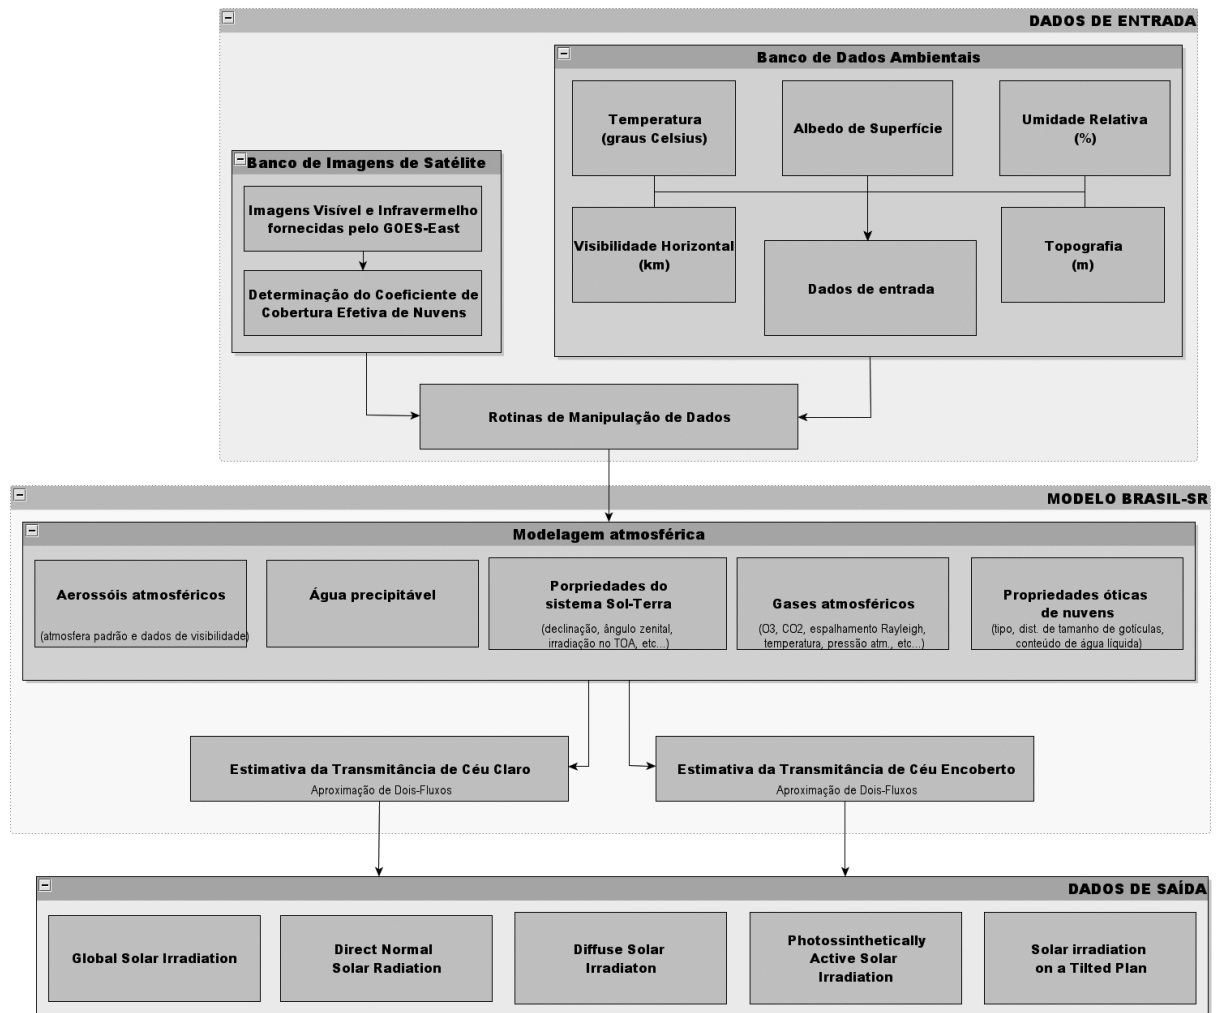 DADOS DE ENTRADA
Banco de Dados Ambientais
Temperatura
(graus Celsius)
Albedo de Superfície
Umidade Relativa
(%)
Banco de Imagens de Satélite
Imagens Visível e Infravermelho
fornecidas pelo GOES-East
Determinação do Coeficiente de
Cobertura Efetiva de Nuvens
Visibilidade Horizontal
(km)
Dados de entrada
Topografia
(m)
Rotinas de Manipulação de Dados
MODELO BRASIL-SR
Modelagem atmosférica
Aerossóis atmosféricos
(atmosfera padrão e dados de visibilidade)
Água precipitável
Porpriedades do
sistema Sol-Terra
(declinação, ângulo zenital,
irradiação no TOA, etc...)
Gases atmosféricos
(O3, CO2, espalhamento Rayleigh,
temperatura, pressão atm., etc...)
Propriedades óticas
de nuvens
(tipo, dist. de tamanho de gotículas,
conteúdo de água líquida)
Estimativa da Transmitância de Céu Claro
Aproximação de Dois-Fluxos
Estimativa da Transmitância de Céu Encoberto
Aproximação de Dois-Fluxos
DADOS DE SAÍDA
Global Solar Irradiation
Direct Normal
Solar Radiation
Diffuse Solar
Irradiaton
Photossinthetically
Active Solar
Irradiation
Solar irradiation
on a Tilted Plan